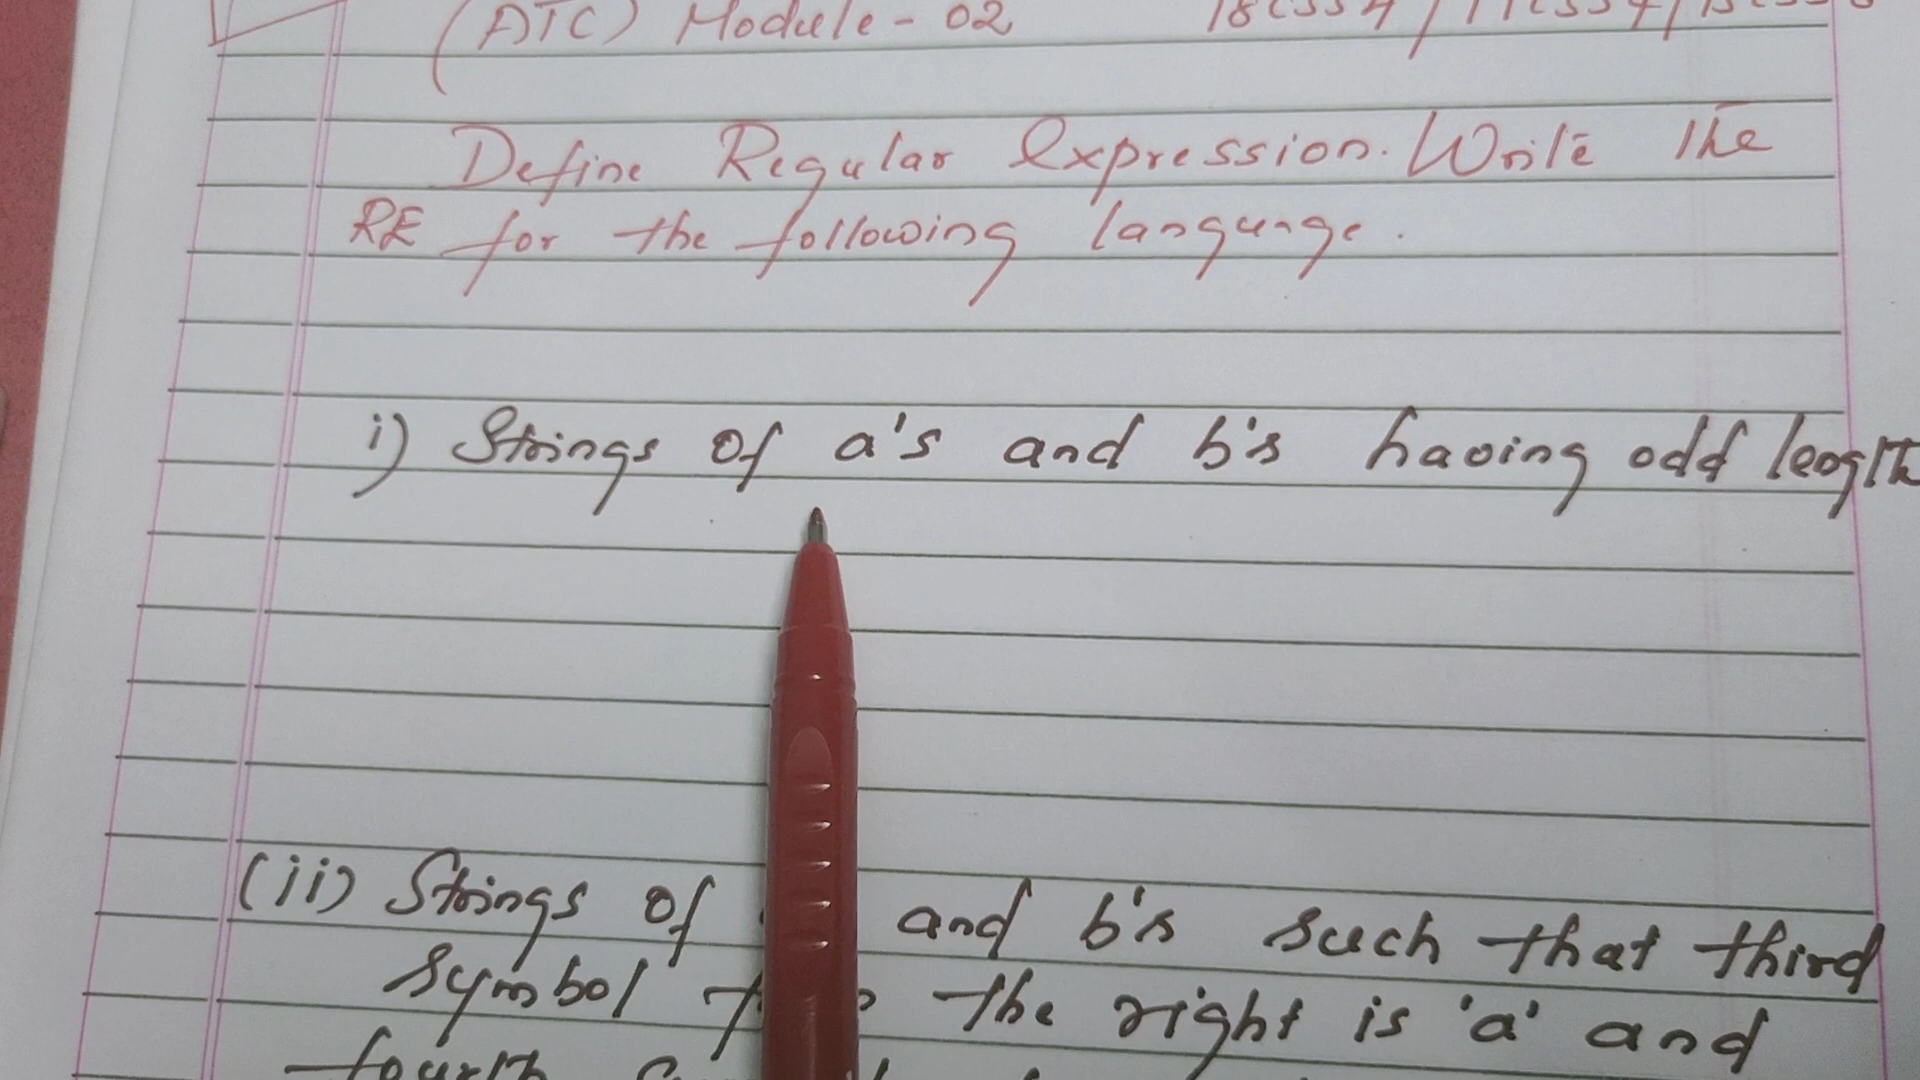 (ATC) Module - 02
Define Regular Expression. Write the
RE for the following language.
i) Strings of a's and b's having odd length
(ii) Strings of and b's such that third
symbol the right is 'a' and
fourth